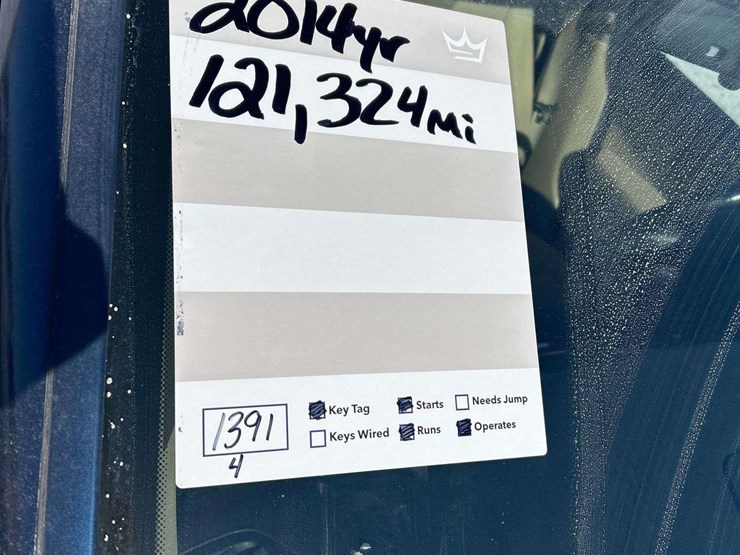 2014yr
121,324mi
Key Tag Starts Needs Jump
1391 Keys Wired Runs Operates
4